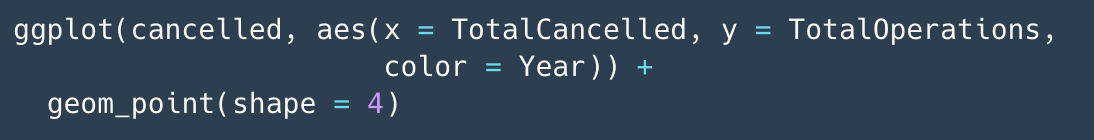 ggplot(cancelled, aes(x = TotalCancelled, y = TotalOperations,
                      color = Year)) +
  geom_point(shape = 4)